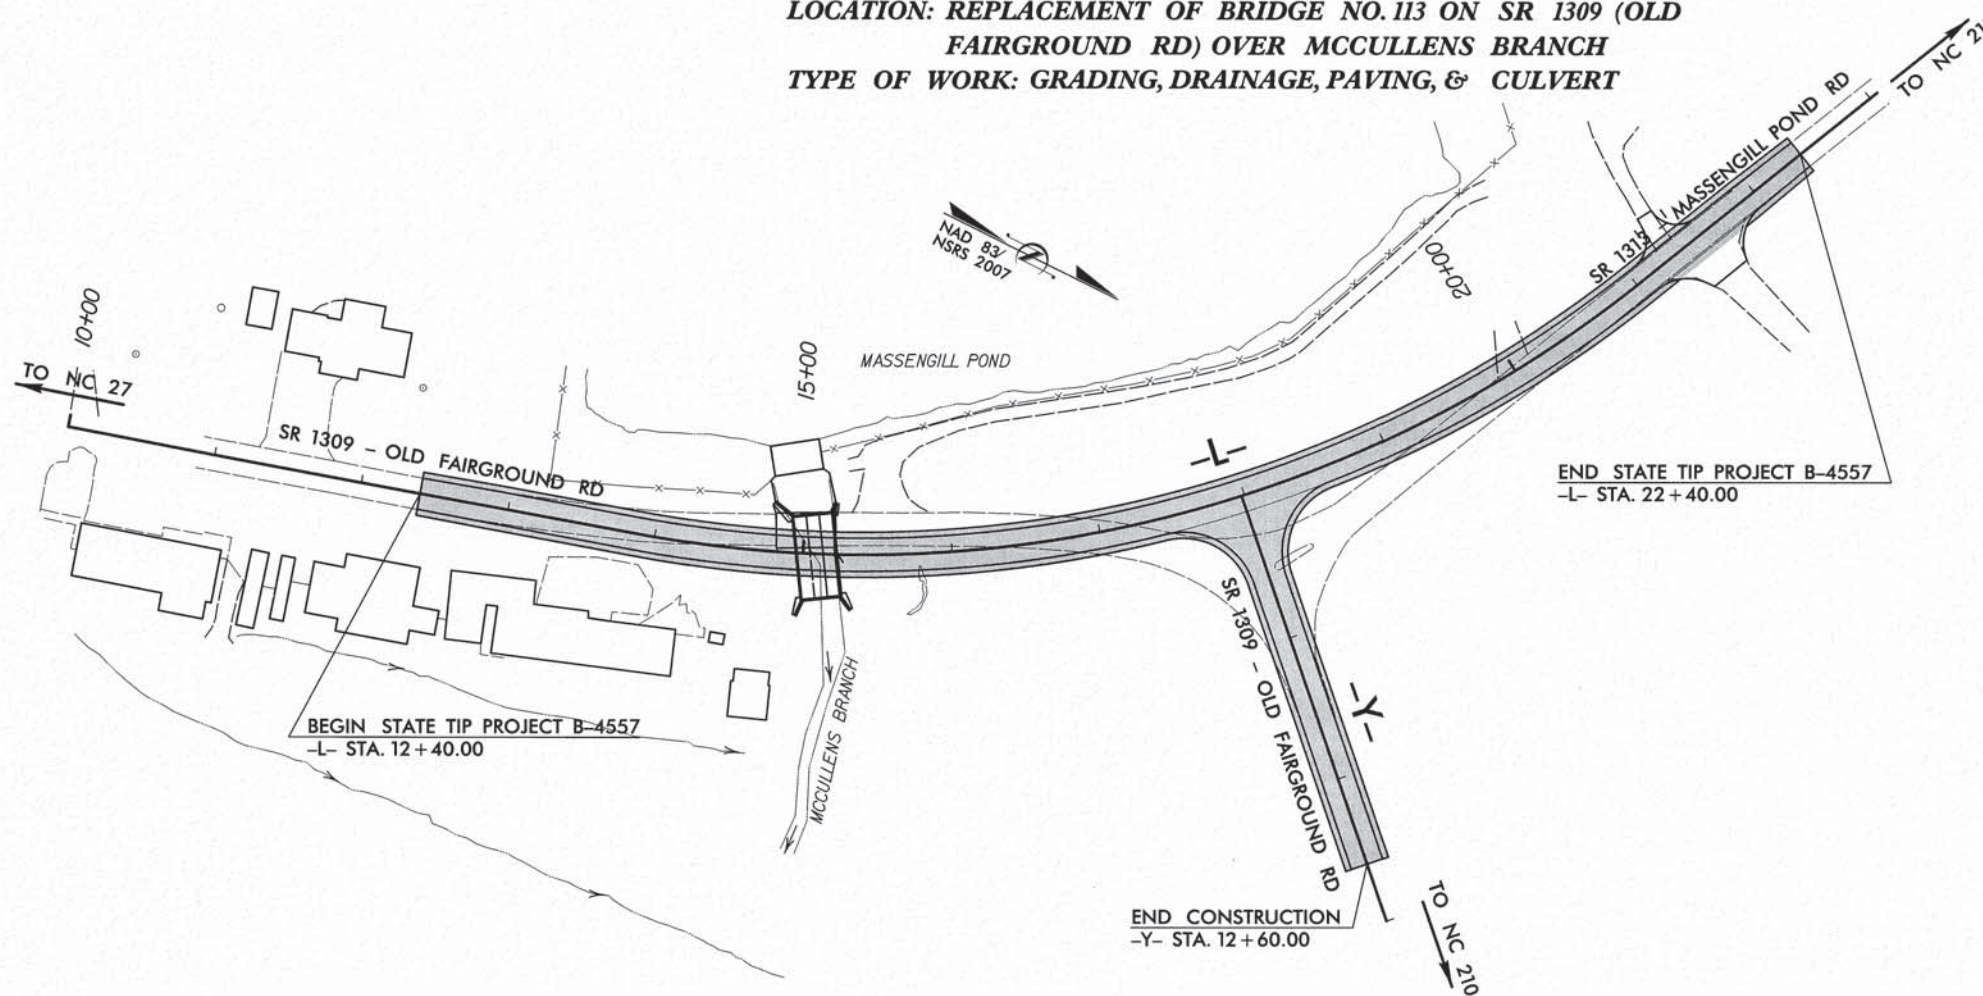 LOCATION: REPLACEMENT OF BRIDGE NO. 113 ON SR 1309 (OLD
FAIRGROUND RD) OVER MCCULLENS BRANCH
TYPE OF WORK: GRADING, DRAINAGE, PAVING, & CULVERT
TO NC
MASSENGILL POND RD
SR 1313 - MASSENGILL POND RD
NAD 83/
NSRS 2007
20+00
10+00
TO NC 27
15+00
MASSENGILL POND
SR 1309 - OLD FAIRGROUND RD
-L-
END STATE TIP PROJECT B-4557
-L- STA. 22+40.00
SR 1309 - OLD FAIRGROUND RD
-Y-
BEGIN STATE TIP PROJECT B-4557
-L- STA. 12+40.00
MCCULLENS BRANCH
END CONSTRUCTION
-Y- STA. 12+60.00
TO NC 210